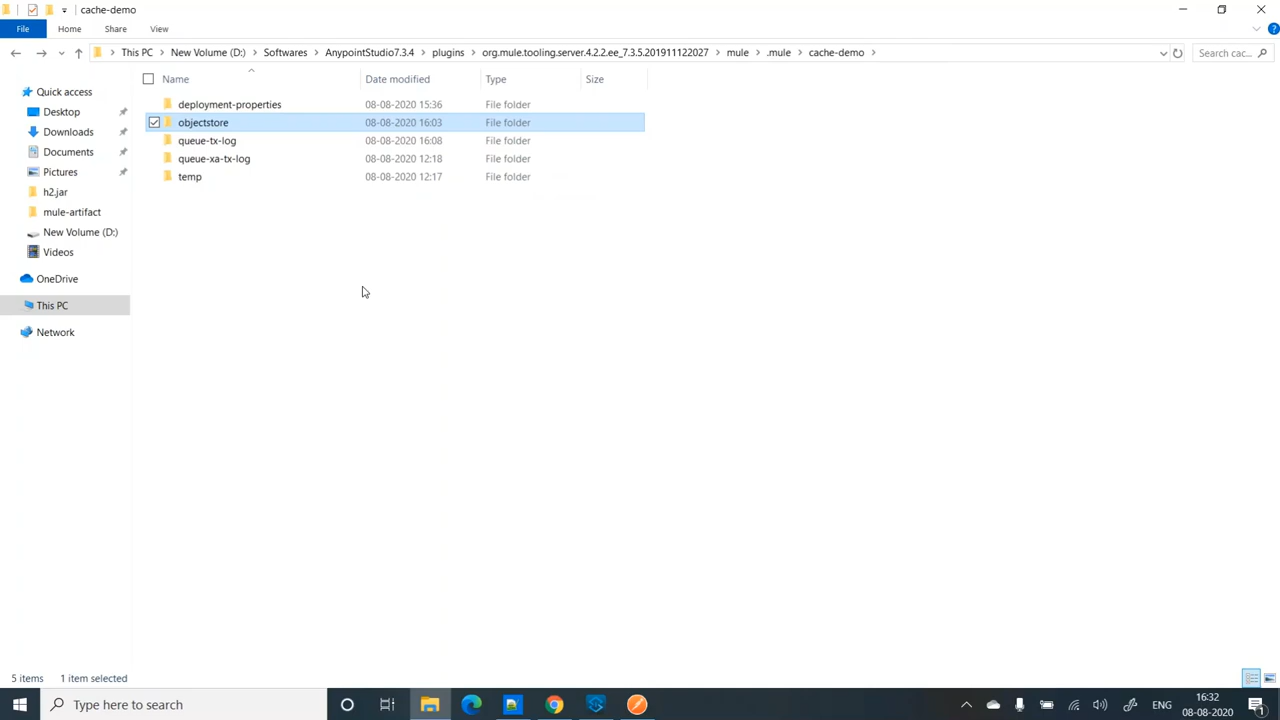 cache-demo
File Home Share View
This PC New Volume (D:) Softwares AnypointStudio7.3.4 plugins org.mule.tooling.server.4.2.2.ee_7.3.5.201911122027 mule .mule cache-demo Search cac...
Name Date modified Type Size
Quick access
Desktop
Downloads
Documents
Pictures
h2.jar
mule-artifact
New Volume (D:)
Videos
OneDrive
This PC
Network
deployment-properties 08-08-2020 15:36 File folder
objectstore 08-08-2020 16:03 File folder
queue-tx-log 08-08-2020 16:08 File folder
queue-xa-tx-log 08-08-2020 12:18 File folder
temp 08-08-2020 12:17 File folder
5 items 1 item selected
Type here to search
ENG
16:32
08-08-2020
1